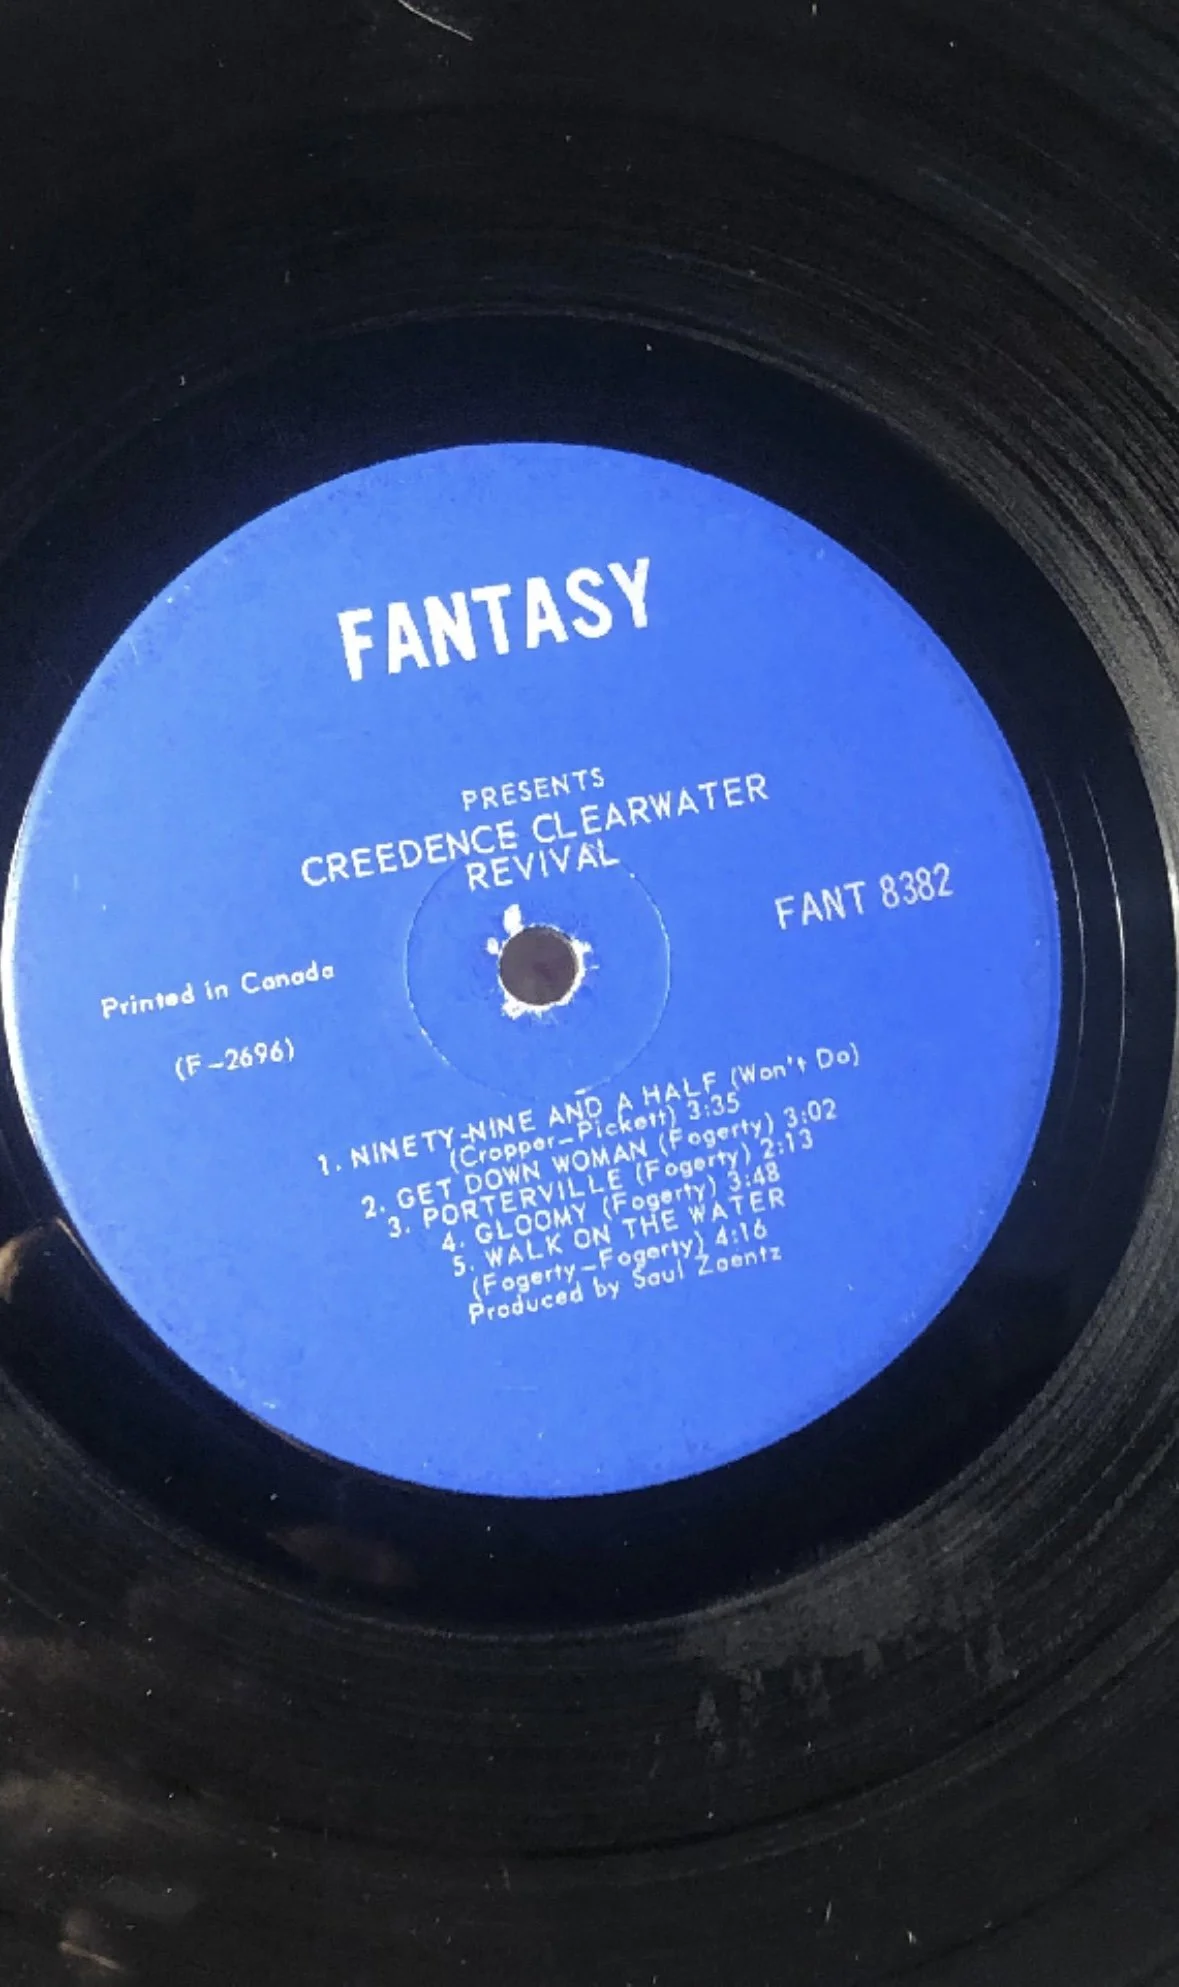 FANTASY
PRESENTS
CREEDENCE CLEARWATER
REVIVAL
FANT 8382
Printed in Canada
(F-2696)
1. NINETY-NINE AND A HALF (Won't Do)
(Cropper-Pickett) 3:35
2. GET DOWN WOMAN (Fogerty) 3:02
3. PORTERVILLE (Fogerty) 2:13
4. GLOOMY (Fogerty) 3:48
5. WALK ON THE WATER
(Fogerty-Fogerty) 4:16
Produced by Saul Zaentz